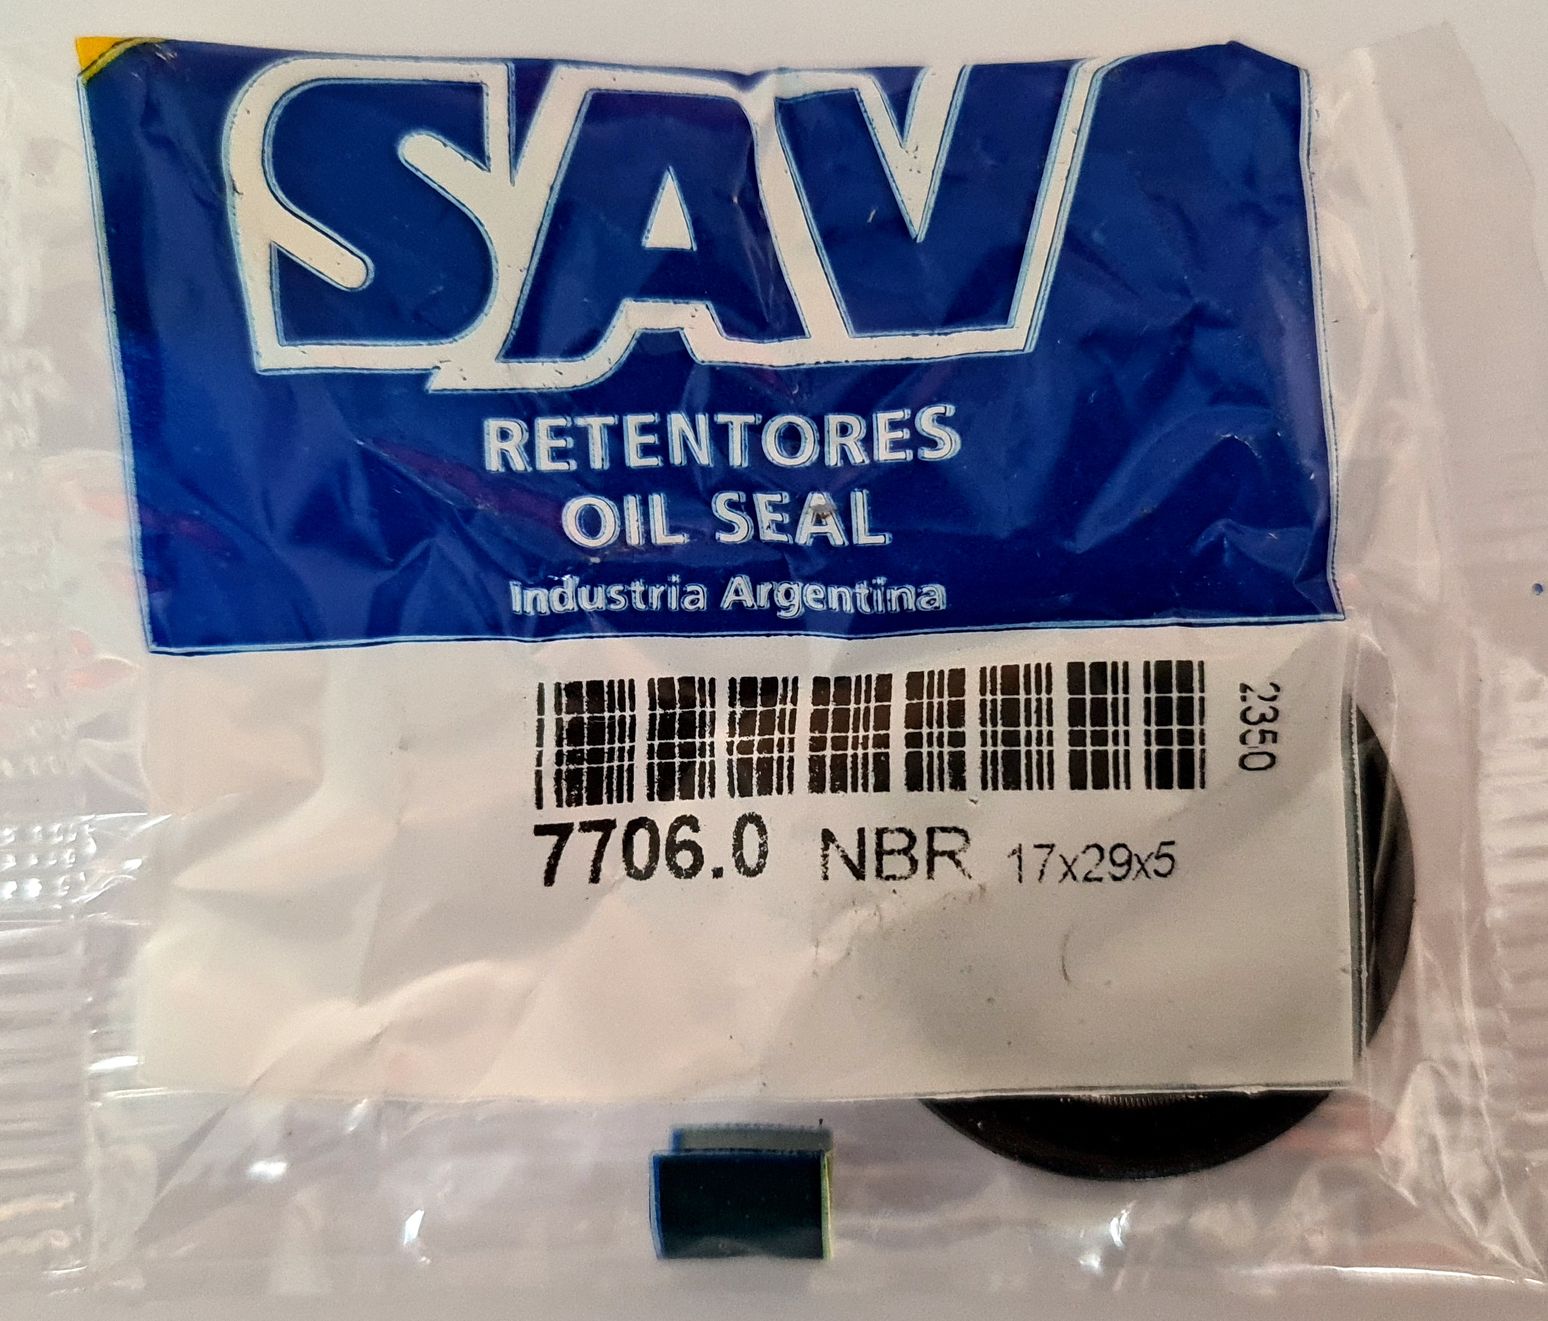 SAV
RETENTORES
OIL SEAL
Industria Argentina
2350
7706.0 NBR 17x29x5